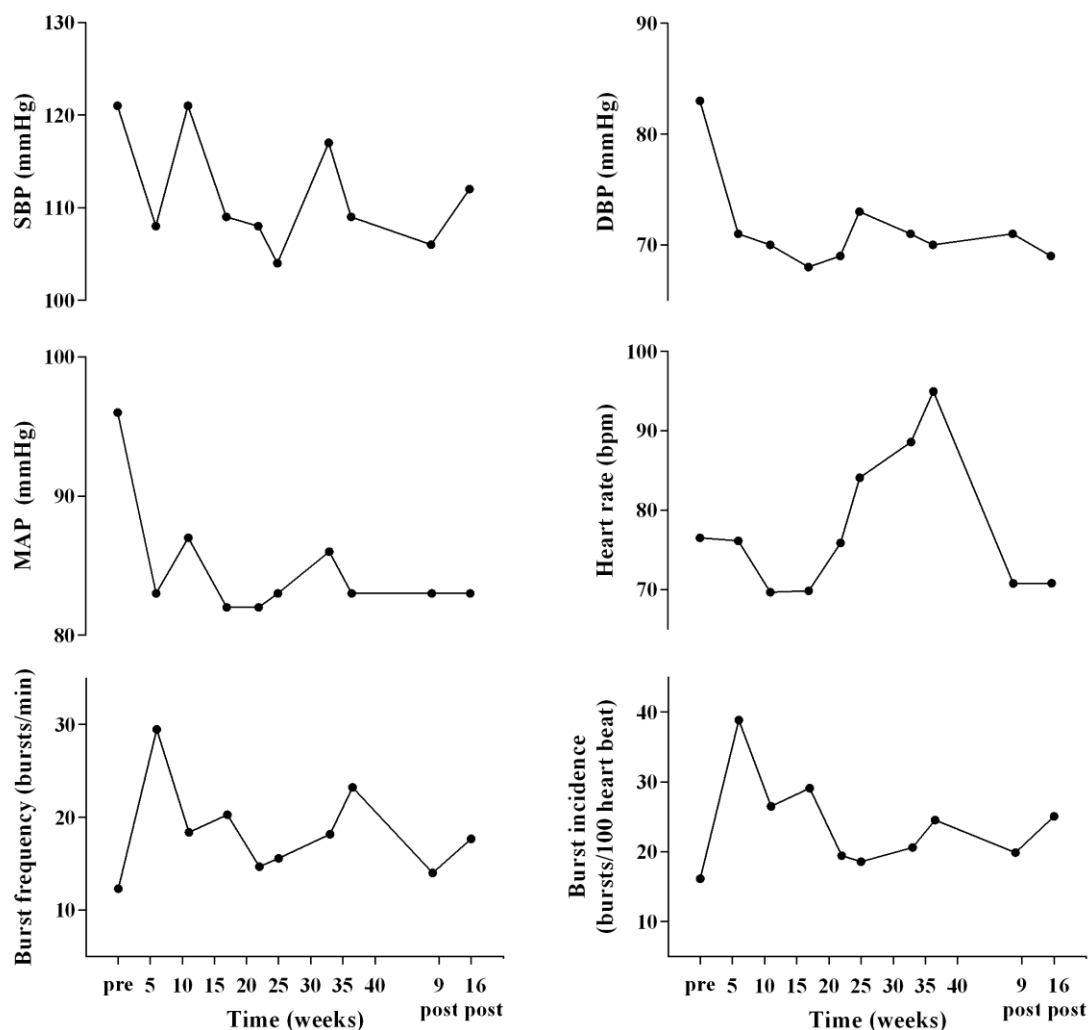 130
120
110
100
SBP (mmHg)
90
80
70
DBP (mmHg)
100
90
80
MAP (mmHg)
100
90
80
70
Heart rate (bpm)
30
20
10
Burst frequency (bursts/min)
40
30
20
10
Burst incidence
(bursts/100 heart beat)
pre 5 10 15 20 25 30 35 40 9 16
post post
Time (weeks)
pre 5 10 15 20 25 30 35 40 9 16
post post
Time (weeks)